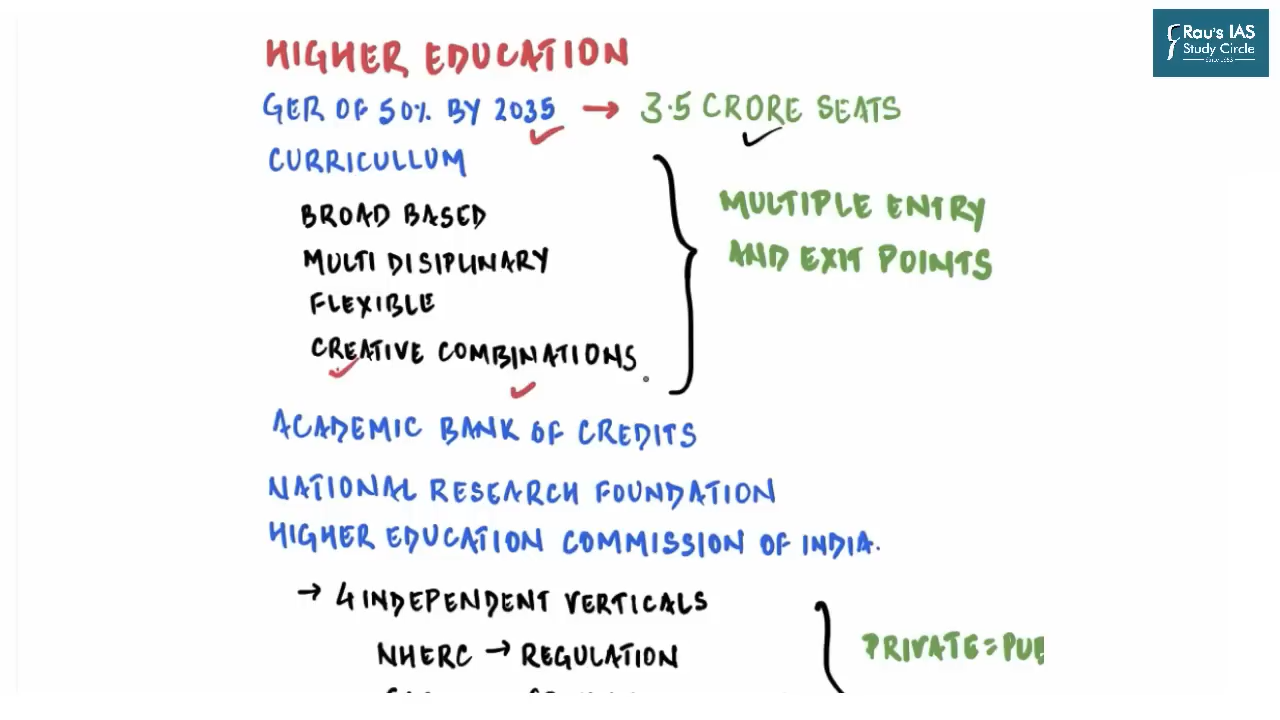 Rau's IAS
Study Circle
HIGHER EDUCATION
GER OF 50% BY 2035 → 3.5 CRORE SEATS
CURRICULLUM
BROAD BASED
MULTI DISIPLINARY
FLEXIBLE
CREATIVE COMBINATIONS
MULTIPLE ENTRY
AND EXIT POINTS
ACADEMIC BANK OF CREDITS
NATIONAL RESEARCH FOUNDATION
HIGHER EDUCATION COMMISSION OF INDIA.
→ 4 INDEPENDENT VERTICALS
NHERC → REGULATION
PRIVATE = PUB